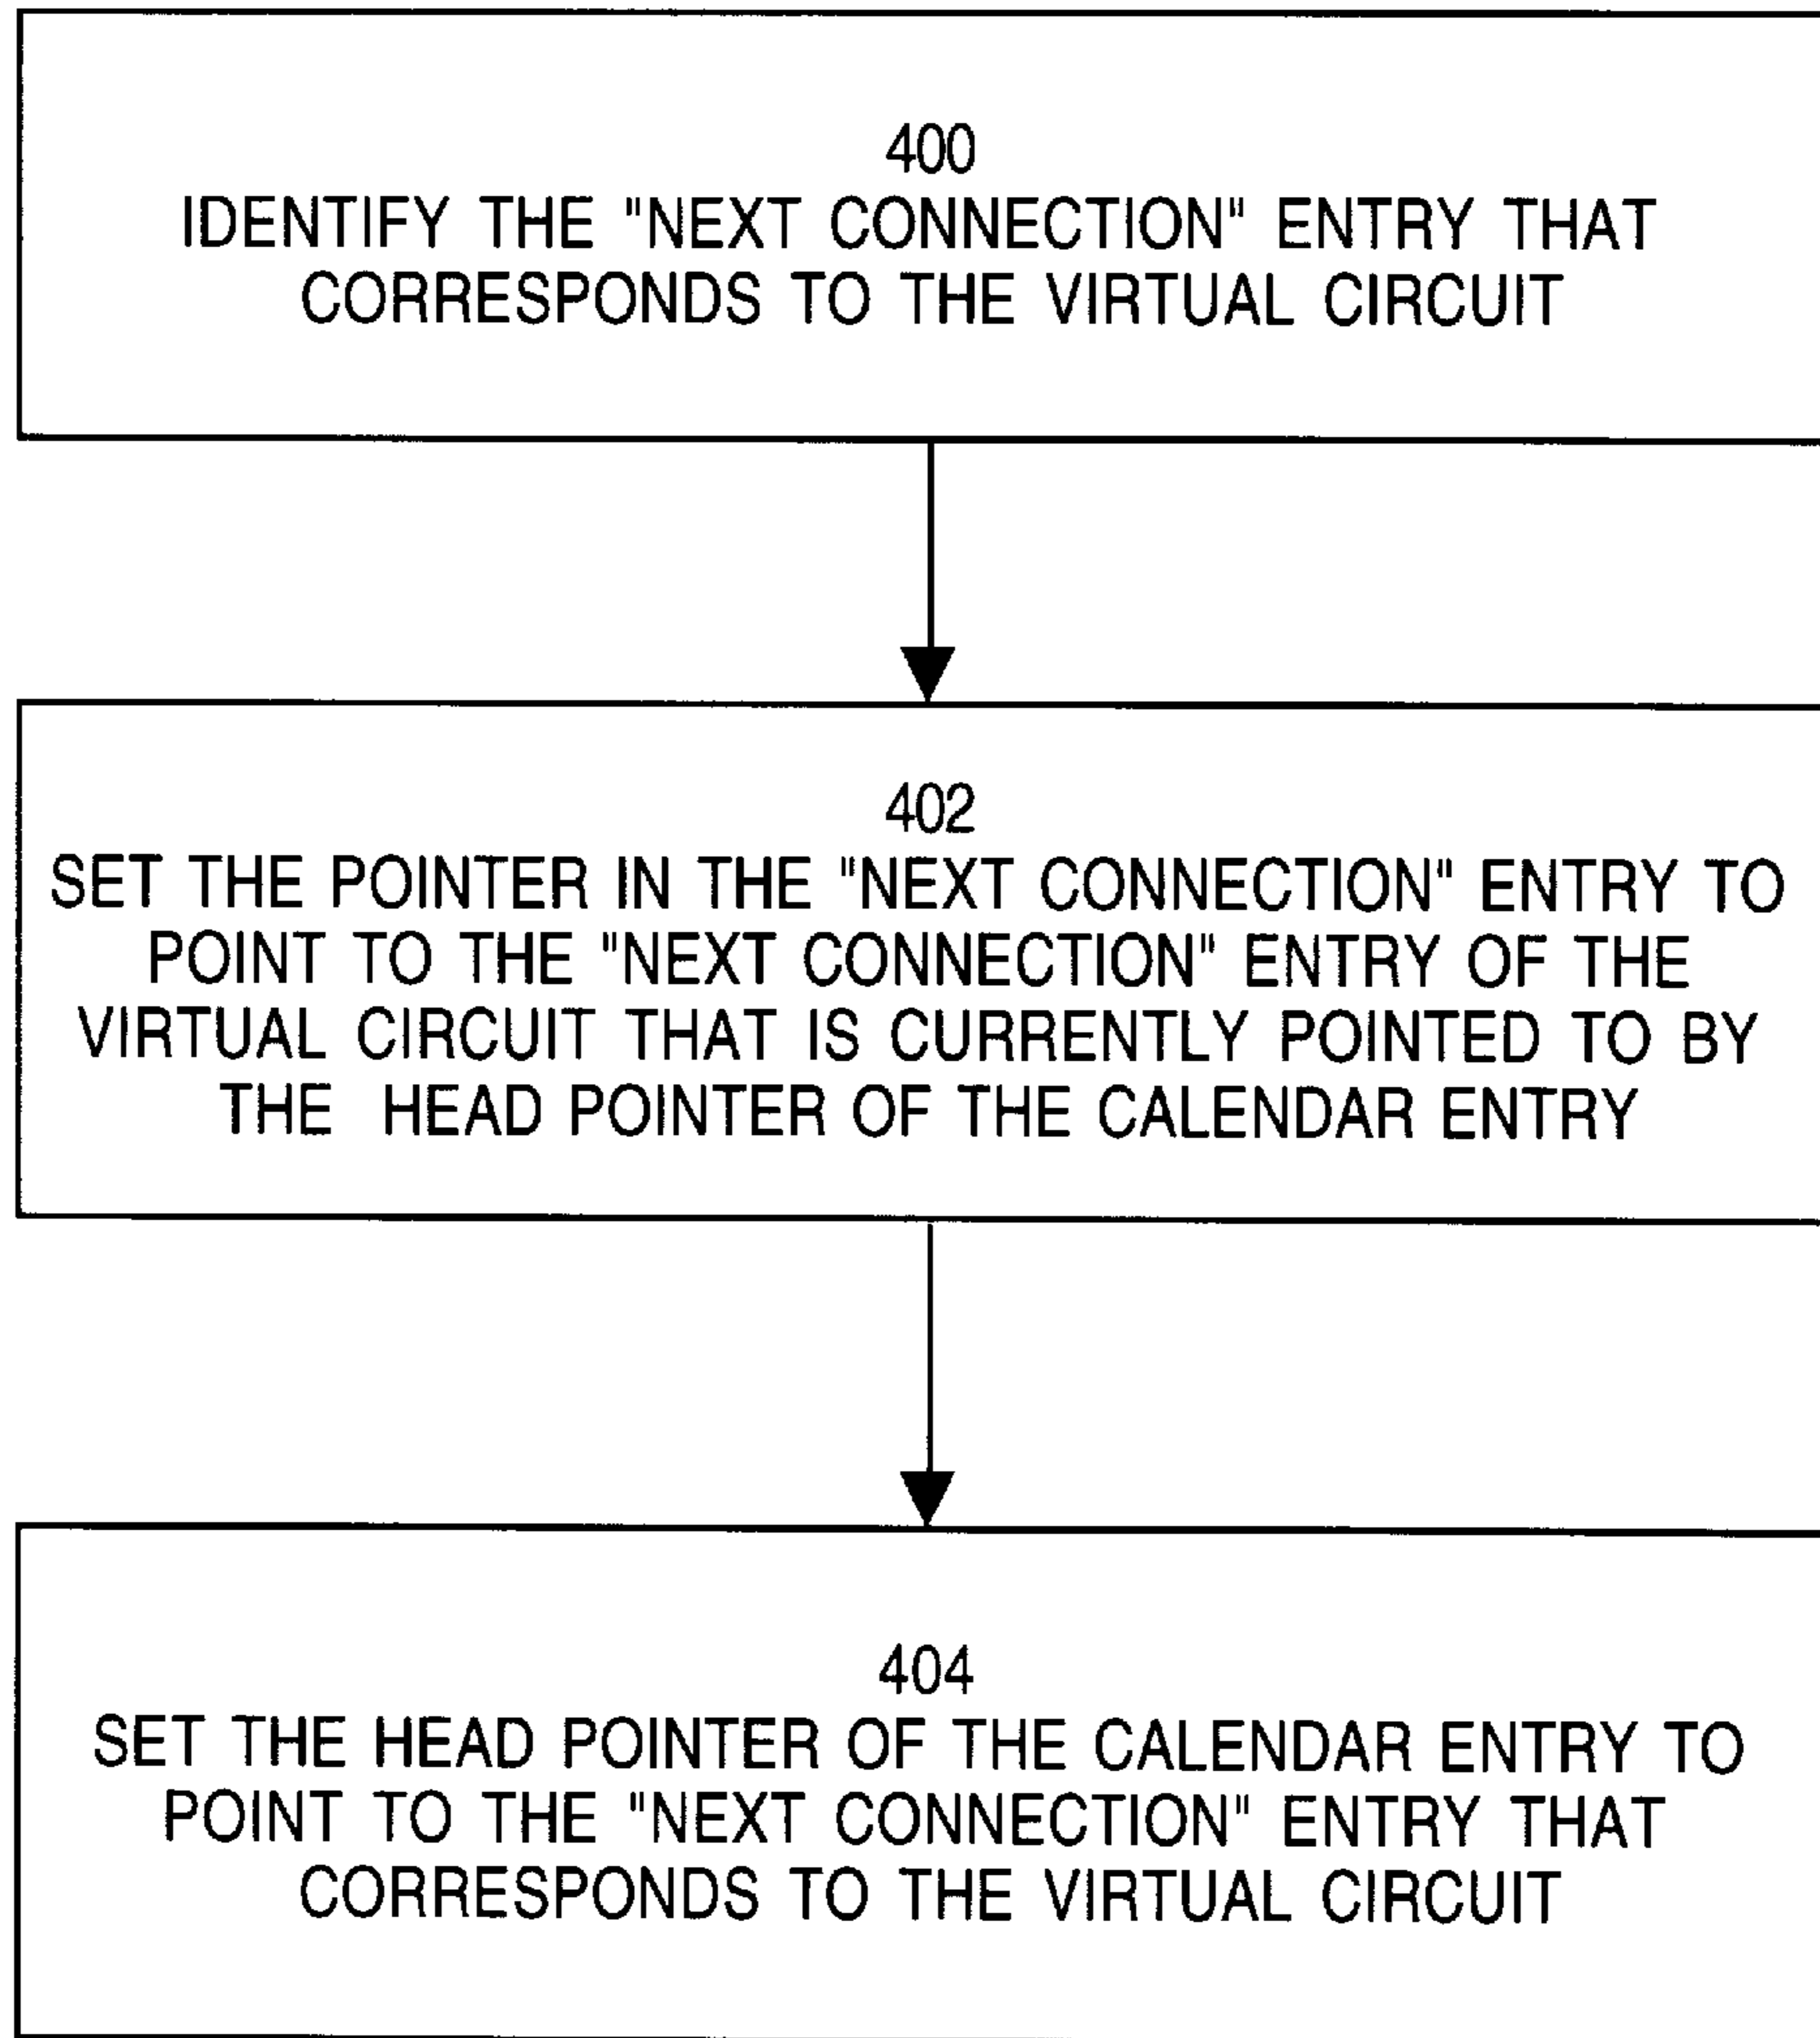 400
IDENTIFY THE "NEXT CONNECTION" ENTRY THAT
CORRESPONDS TO THE VIRTUAL CIRCUIT
402
SET THE POINTER IN THE "NEXT CONNECTION" ENTRY TO
POINT TO THE "NEXT CONNECTION" ENTRY OF THE
VIRTUAL CIRCUIT THAT IS CURRENTLY POINTED TO BY
THE HEAD POINTER OF THE CALENDAR ENTRY
404
SET THE HEAD POINTER OF THE CALENDAR ENTRY TO
POINT TO THE "NEXT CONNECTION" ENTRY THAT
CORRESPONDS TO THE VIRTUAL CIRCUIT